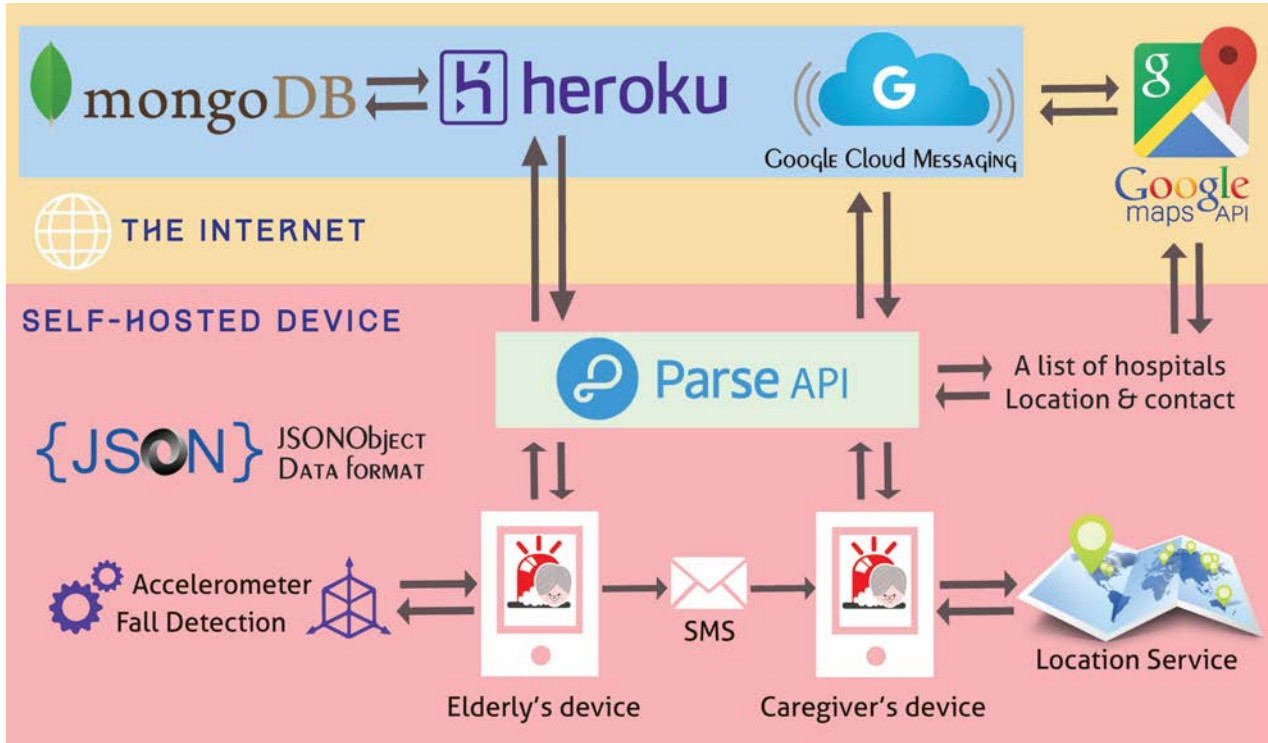 mongoDB
heroku
G
Google Cloud Messaging
g
Google
maps API
THE INTERNET
SELF-HOSTED DEVICE
Parse API
A list of hospitals
Location & contact
{JSON}
JSONObject
Data format
Accelerometer
Fall Detection
SMS
Location Service
Elderly's device
Caregiver's device